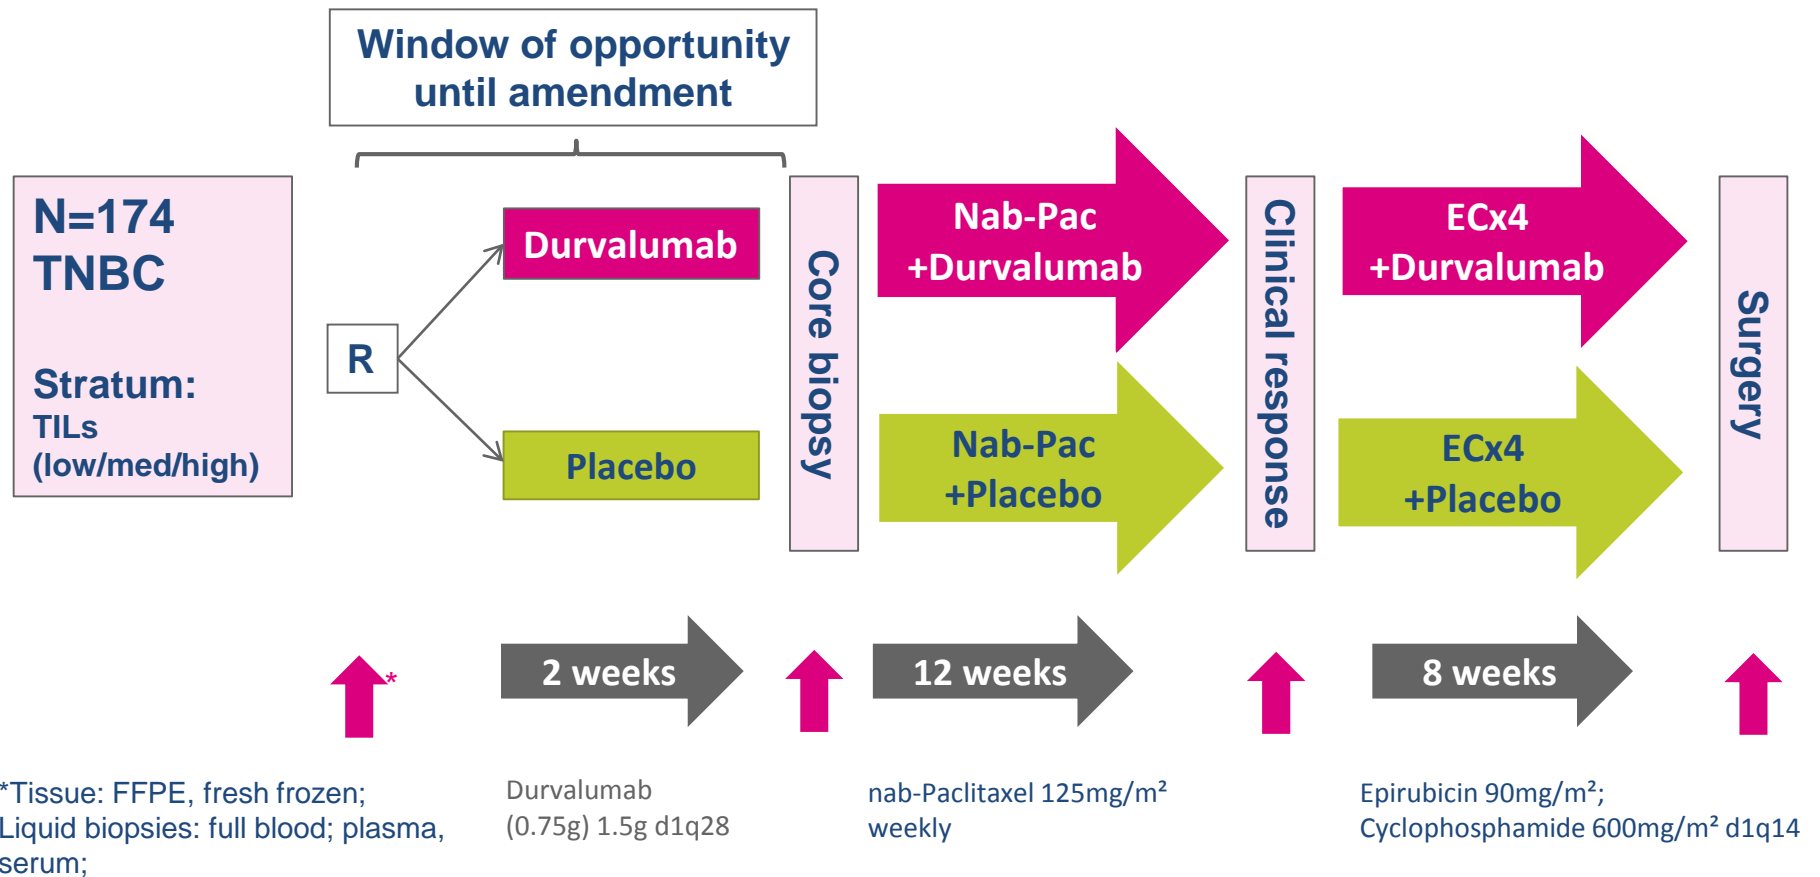 Window of opportunity
until amendment
N=174
TNBC
Stratum:
TILs
(low/med/high)
R
Durvalumab
Placebo
Core biopsy
Nab-Pac
+Durvalumab
Nab-Pac
+Placebo
Clinical response
ECx4
+Durvalumab
ECx4
+Placebo
Surgery
*
2 weeks
12 weeks
8 weeks
*Tissue: FFPE, fresh frozen;
Liquid biopsies: full blood; plasma,
serum;
Durvalumab
(0.75g) 1.5g d1q28
nab-Paclitaxel 125mg/m²
weekly
Epirubicin 90mg/m²;
Cyclophosphamide 600mg/m² d1q14